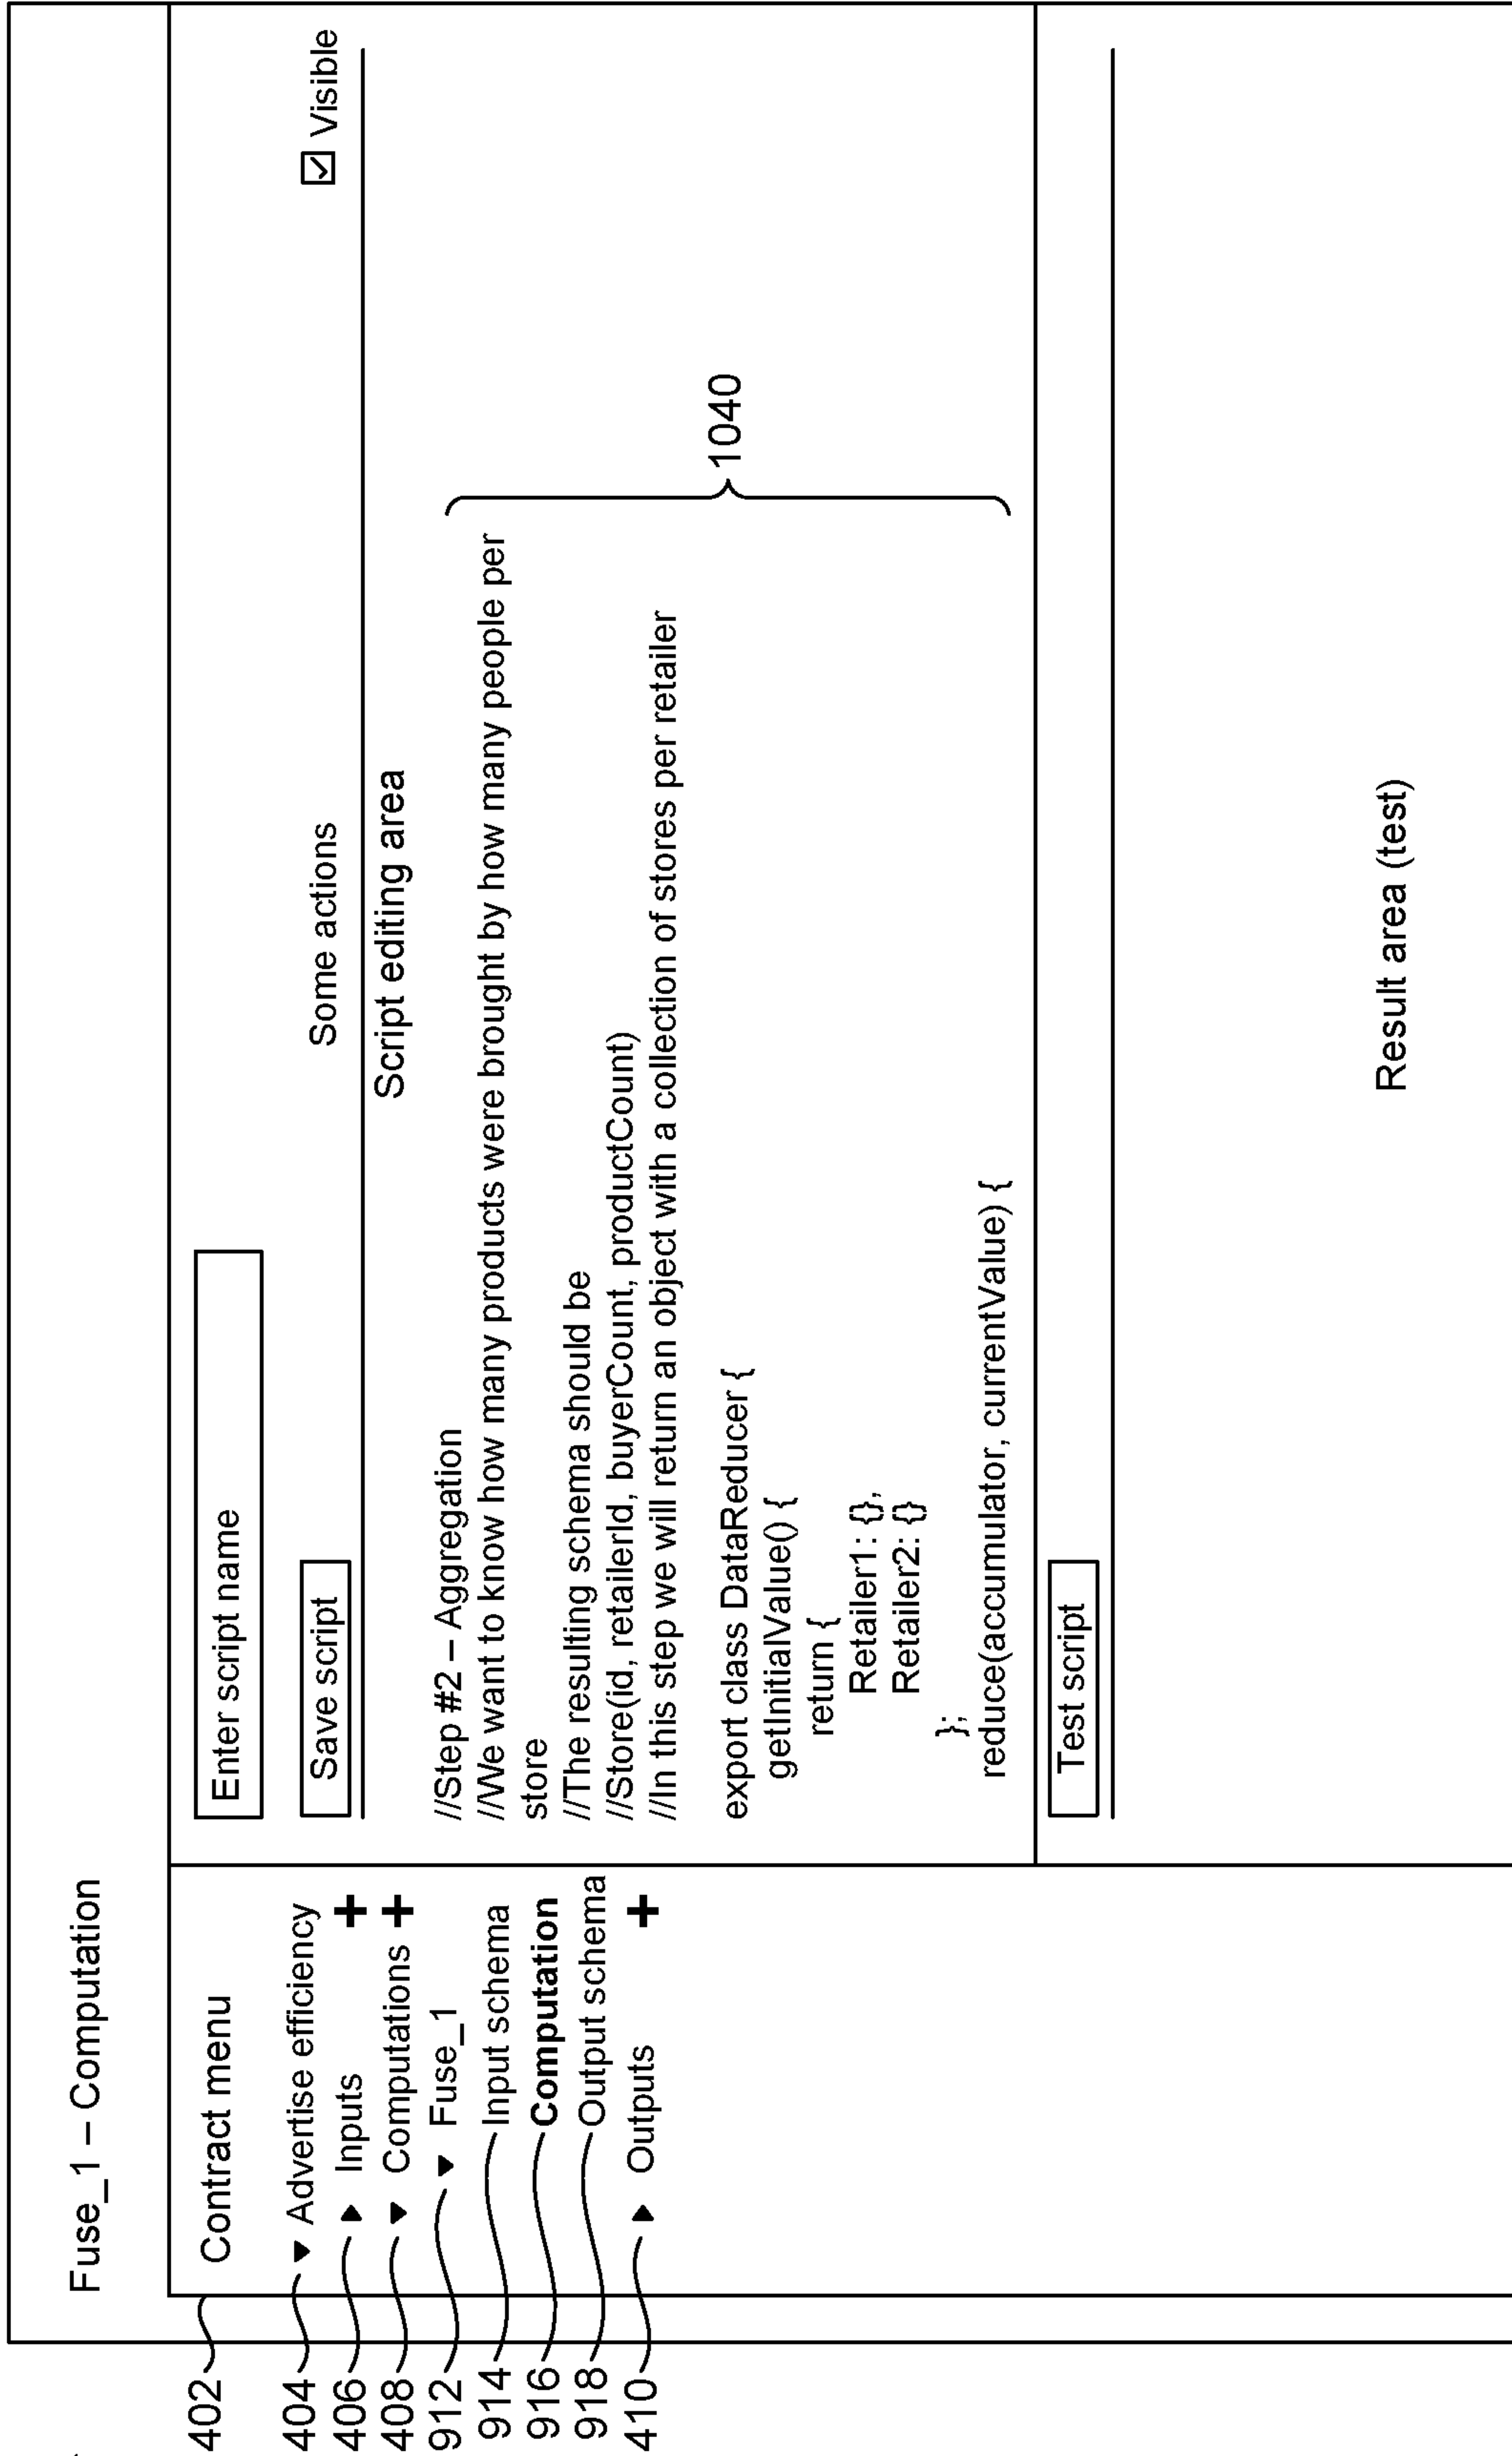 Fuse_1 – Computation
402
Contract menu
404
▼ Advertise efficiency
406
▶ Inputs +
408
▼ Computations +
912
▼ Fuse_1
914
Input schema
916
Computation
918
Output schema
410
▶ Outputs +
Enter script name
Save script
Some actions
☑ Visible
Script editing area
//Step #2 – Aggregation
//We want to know how many products were brought by how many people per
store
//The resulting schema should be
//Store(id, retailerId, buyerCount, productCount)
//In this step we will return an object with a collection of stores per retailer
export class DataReducer {
getInitialValue() {
return {
Retailer1: {},
Retailer2: {}
};
reduce(accumulator, currentValue) {
1040
Test script
Result area (test)